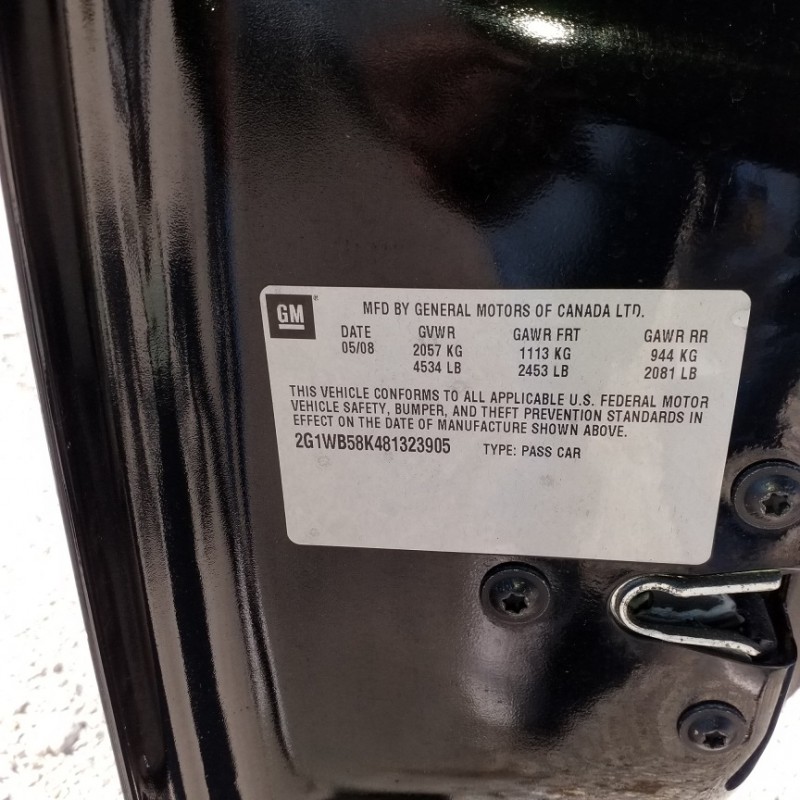 GM MFD BY GENERAL MOTORS OF CANADA LTD.
DATE GVWR GAWR FRT GAWR RR
05/08 2057 KG 1113 KG 944 KG
4534 LB 2453 LB 2081 LB
THIS VEHICLE CONFORMS TO ALL APPLICABLE U.S. FEDERAL MOTOR
VEHICLE SAFETY, BUMPER, AND THEFT PREVENTION STANDARDS IN
EFFECT ON THE DATE OF MANUFACTURE SHOWN ABOVE.
2G1WB58K481323905 TYPE: PASS CAR